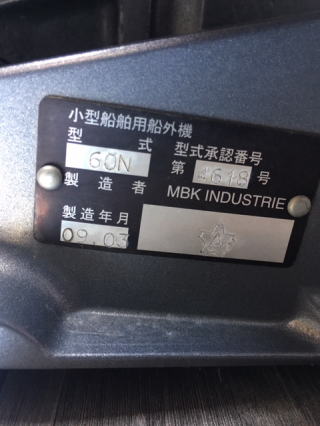 小型船舶用船外機
型 式 型式承認番号
60N 第 4618 号
製造者 MBK INDUSTRIE
製造年月
09.03